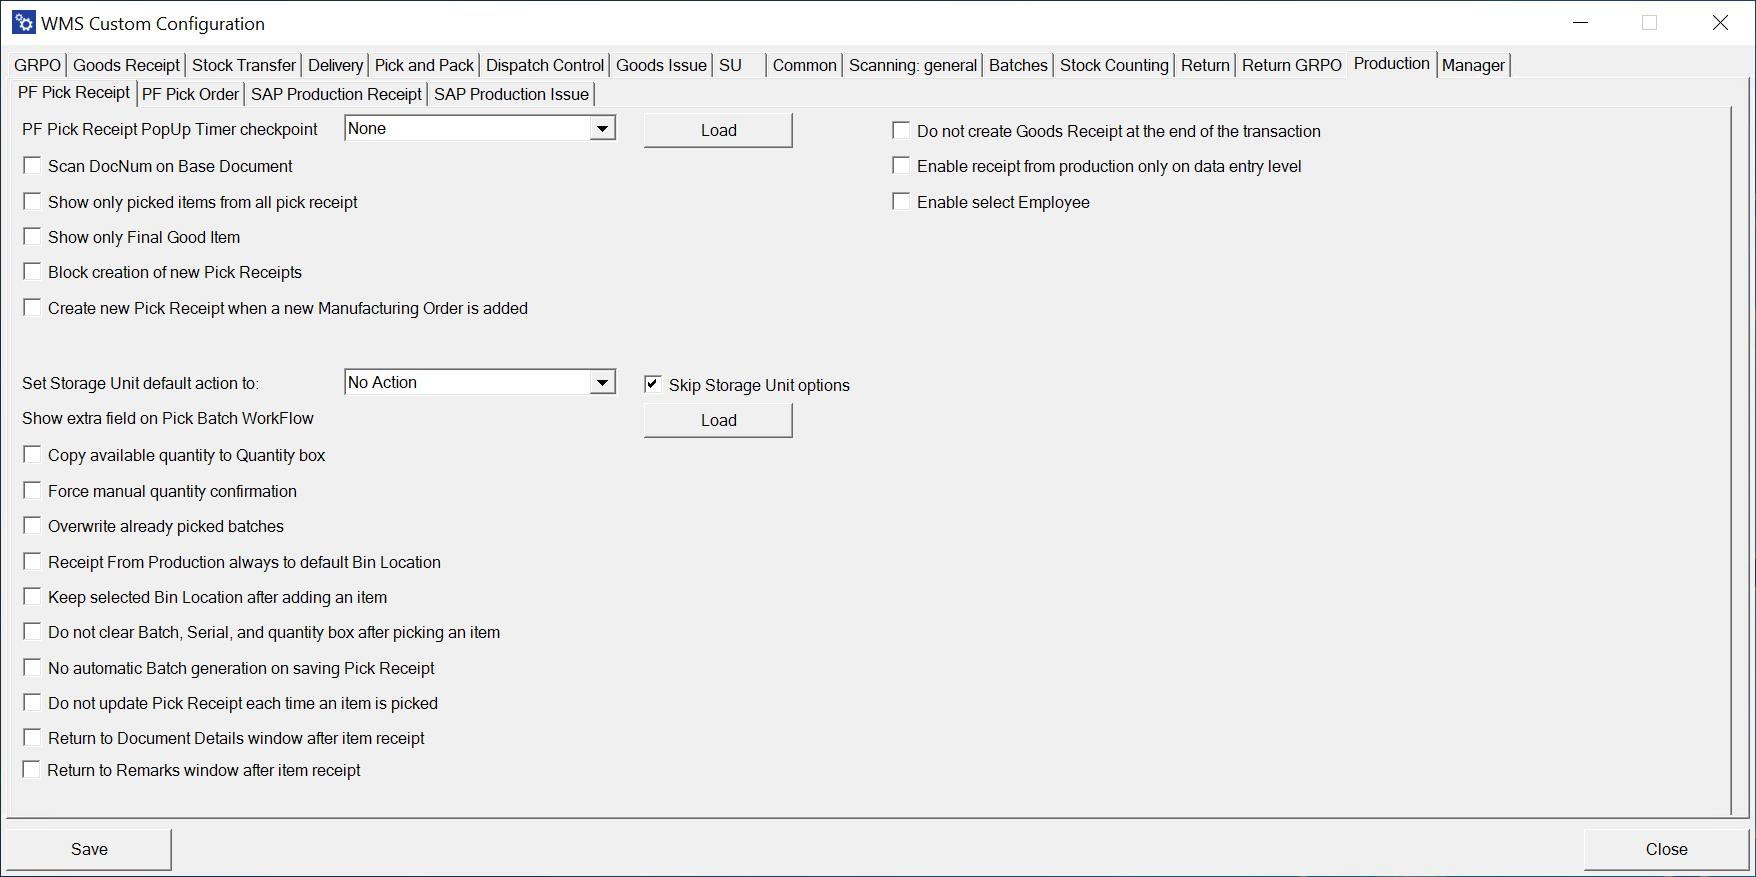 WMS Custom Configuration
GRPO Goods Receipt Stock Transfer Delivery Pick and Pack Dispatch Control Goods Issue SU Common Scanning: general Batches Stock Counting Return Return GRPO Production Manager
PF Pick Receipt PF Pick Order SAP Production Receipt SAP Production Issue
PF Pick Receipt PopUp Timer checkpoint None Load Do not create Goods Receipt at the end of the transaction
Scan DocNum on Base Document Enable receipt from production only on data entry level
Show only picked items from all pick receipt Enable select Employee
Show only Final Good Item
Block creation of new Pick Receipts
Create new Pick Receipt when a new Manufacturing Order is added
Set Storage Unit default action to: No Action Skip Storage Unit options
Show extra field on Pick Batch WorkFlow Load
Copy available quantity to Quantity box
Force manual quantity confirmation
Overwrite already picked batches
Receipt From Production always to default Bin Location
Keep selected Bin Location after adding an item
Do not clear Batch, Serial, and quantity box after picking an item
No automatic Batch generation on saving Pick Receipt
Do not update Pick Receipt each time an item is picked
Return to Document Details window after item receipt
Return to Remarks window after item receipt
Save Close